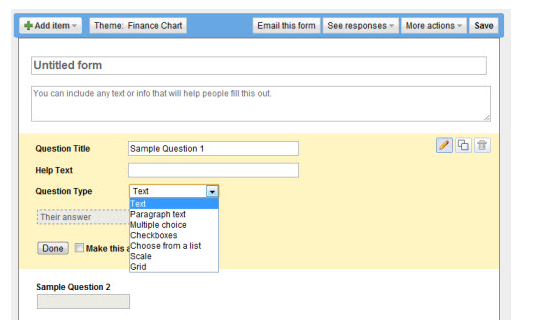 Add item Theme: Finance Chart Email this form See responses More actions Save
Untitled form
You can include any text or info that will help people fill this out.
Question Title Sample Question 1
Help Text
Question Type Text
Text
Their answer Paragraph text
Multiple choice
Checkboxes
Done Make this a Choose from a list
Scale
Grid
Sample Question 2